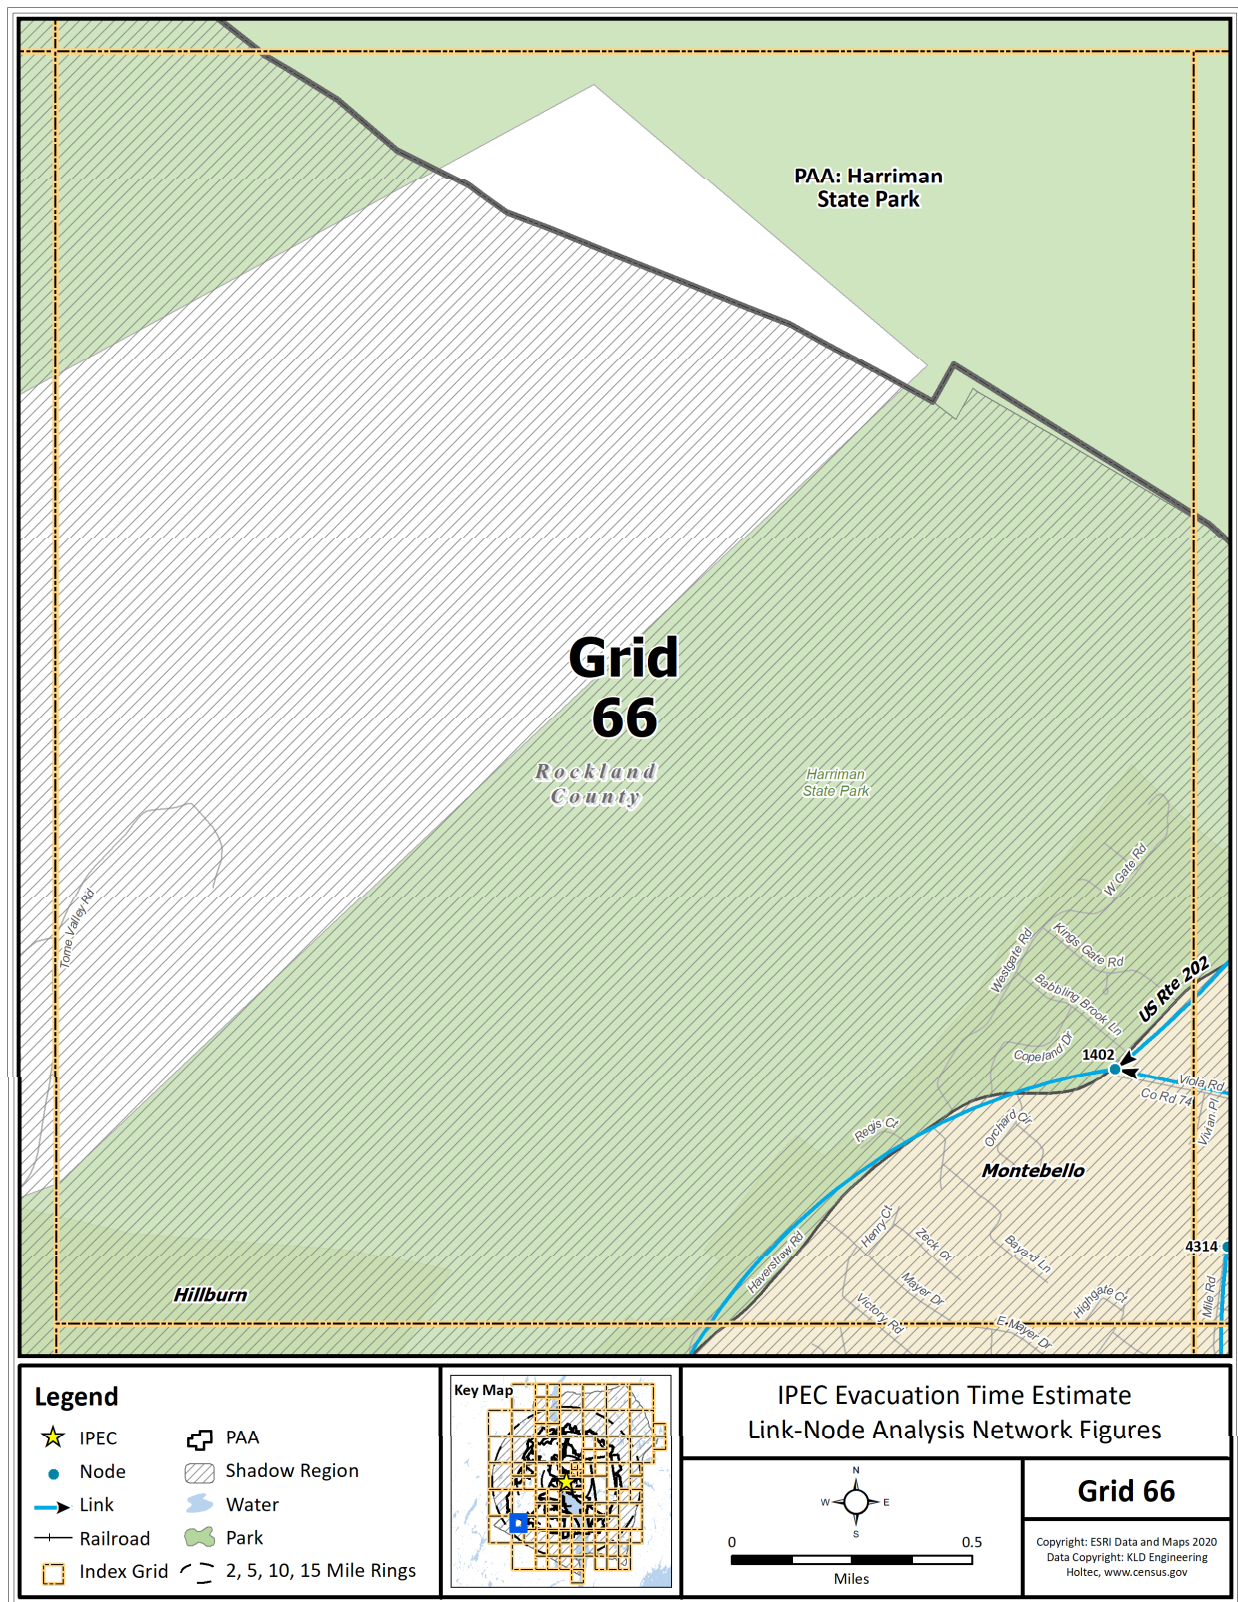 PAA: Harriman
State Park
Grid
66
Rockland
County
Harriman
State Park
W Gate Rd
Kings Gate Rd
Westgate Rd
Babbling Brook Ln
US Rte 202
Copeland Dr
1402
Viola Rd
Co Rd 74
Vivian Pl
Orchard Cir
Regis Ct
Montebello
Torne Valley Rd
Henry Ct
Zeck Ct
Bayard Ln
4314
Haverstraw Rd
Mayer Dr
Highgate Ct
Mile Rd
Victory Rd
E Mayer Dr
Hillburn
Legend
IPEC
Node
Link
Railroad
Index Grid
PAA
Shadow Region
Water
Park
2, 5, 10, 15 Mile Rings
Key Map
IPEC Evacuation Time Estimate
Link-Node Analysis Network Figures
N
W
E
S
0
0.5
Miles
Grid 66
Copyright: ESRI Data and Maps 2020
Data Copyright: KLD Engineering
Holtec, www.census.gov